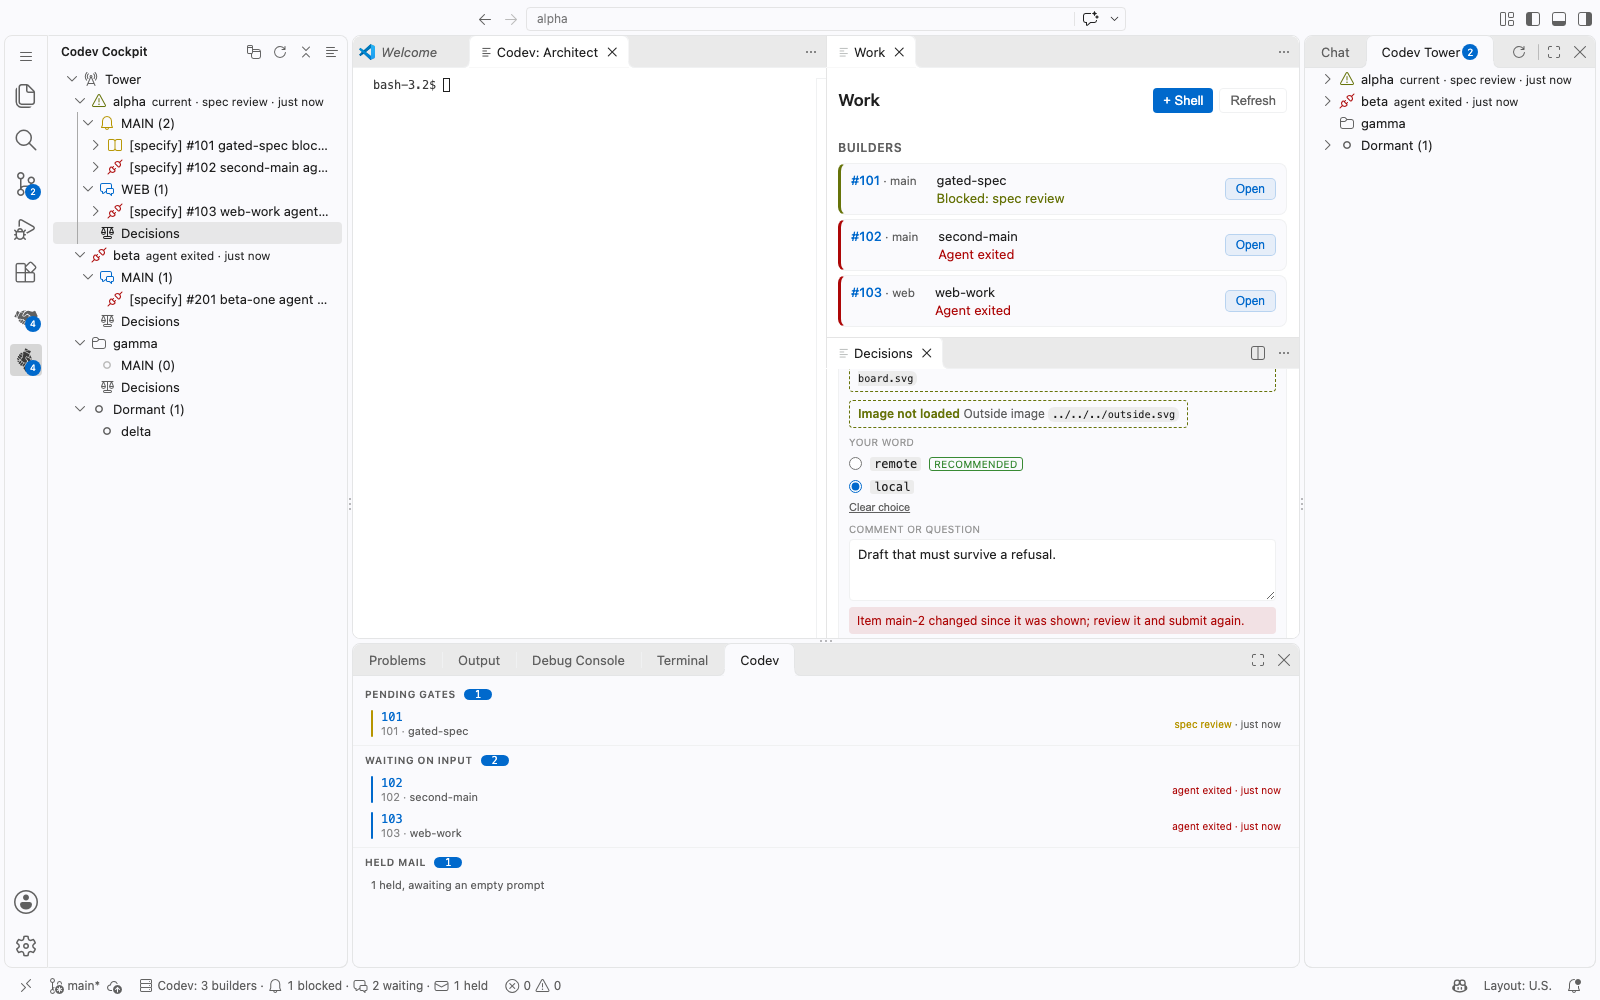 alpha
Codev Cockpit
Tower
alpha current · spec review · just now
MAIN (2)
[specify] #101 gated-spec bloc...
[specify] #102 second-main ag...
WEB (1)
[specify] #103 web-work agent...
Decisions
beta agent exited · just now
MAIN (1)
[specify] #201 beta-one agent ...
Decisions
gamma
MAIN (0)
Decisions
Dormant (1)
delta
2
4
4
Welcome
Codev: Architect
bash-3.2$
Work
Work
+ Shell
Refresh
BUILDERS
#101 · main gated-spec
Blocked: spec review
Open
#102 · main second-main
Agent exited
Open
#103 · web web-work
Agent exited
Open
Decisions
board.svg
Image not loaded Outside image ../../../outside.svg
YOUR WORD
remote RECOMMENDED
local
Clear choice
COMMENT OR QUESTION
Draft that must survive a refusal.
Item main-2 changed since it was shown; review it and submit again.
Chat
Codev Tower 2
alpha current · spec review · just now
beta agent exited · just now
gamma
Dormant (1)
Problems
Output
Debug Console
Terminal
Codev
PENDING GATES 1
101
101 · gated-spec
spec review · just now
WAITING ON INPUT 2
102
102 · second-main
agent exited · just now
103
103 · web-work
agent exited · just now
HELD MAIL 1
1 held, awaiting an empty prompt
main*
Codev: 3 builders · 1 blocked · 2 waiting · 1 held
0 0
Layout: U.S.